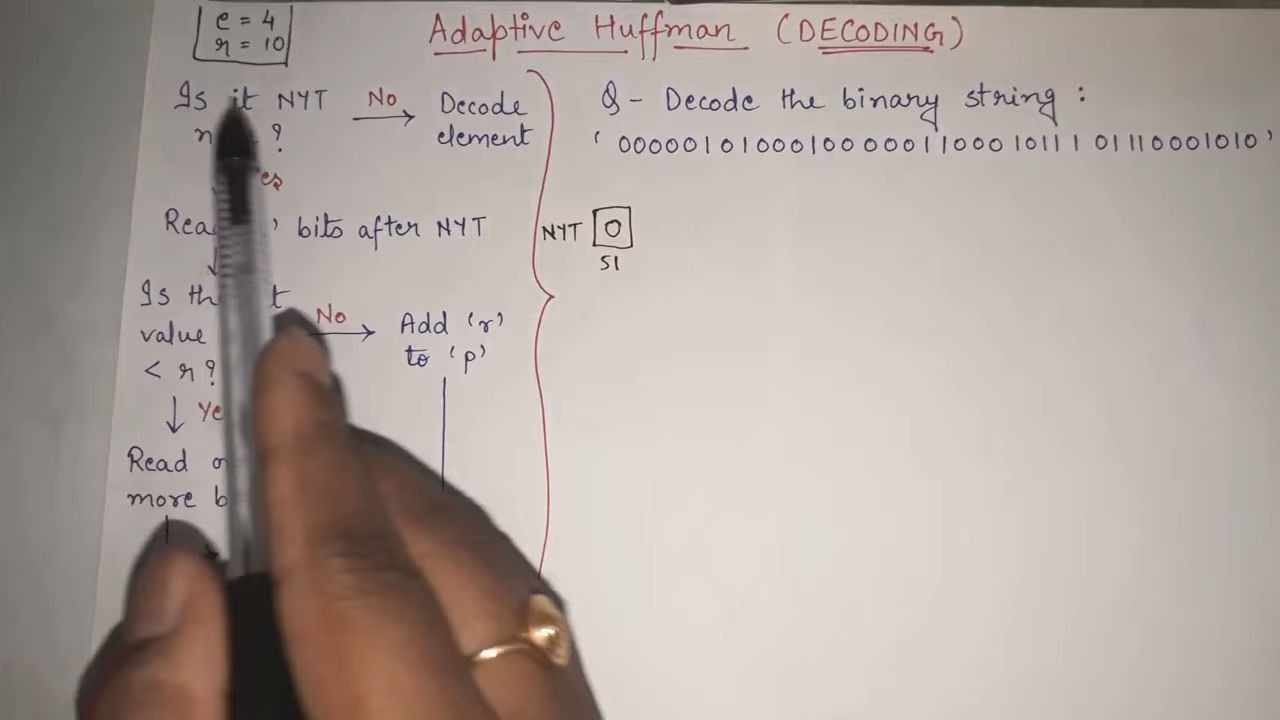 e = 4
r = 10
Adaptive Huffman (DECODING)
Is it NYT No → Decode
? element
bits after NYT
Is
value
< r?
No → Add 'r'
to 'p'
Read
more
Q - Decode the binary string :
'00000101000100000110001011101110001010'
NYT 0
51